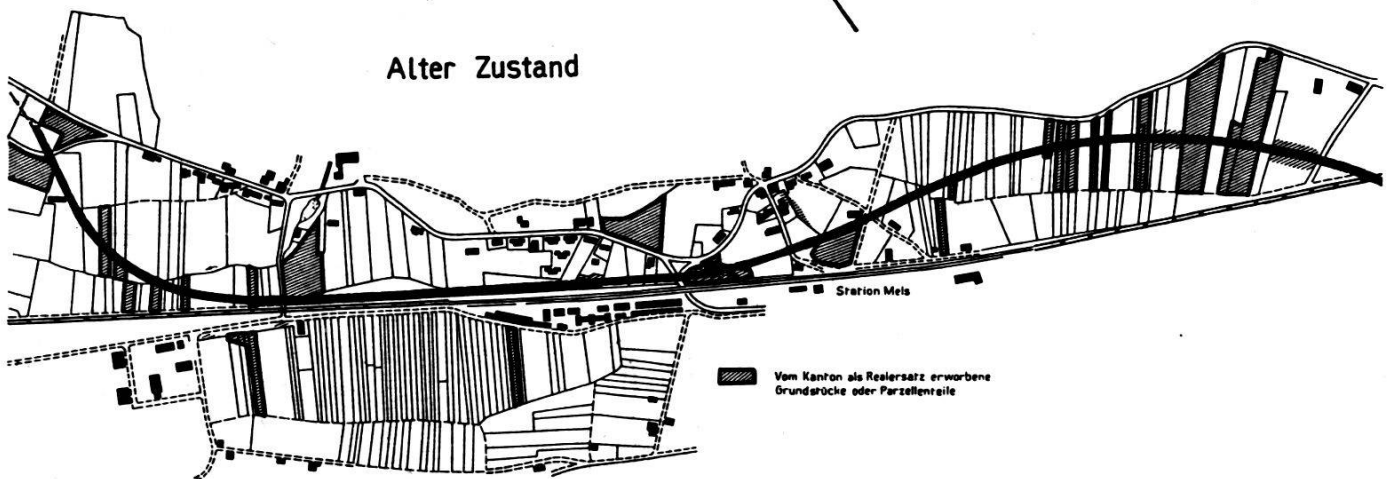 Alter Zustand
Station Mels
Vom Kanton als Realersatz erworbene
Grundstücke oder Parzellenteile